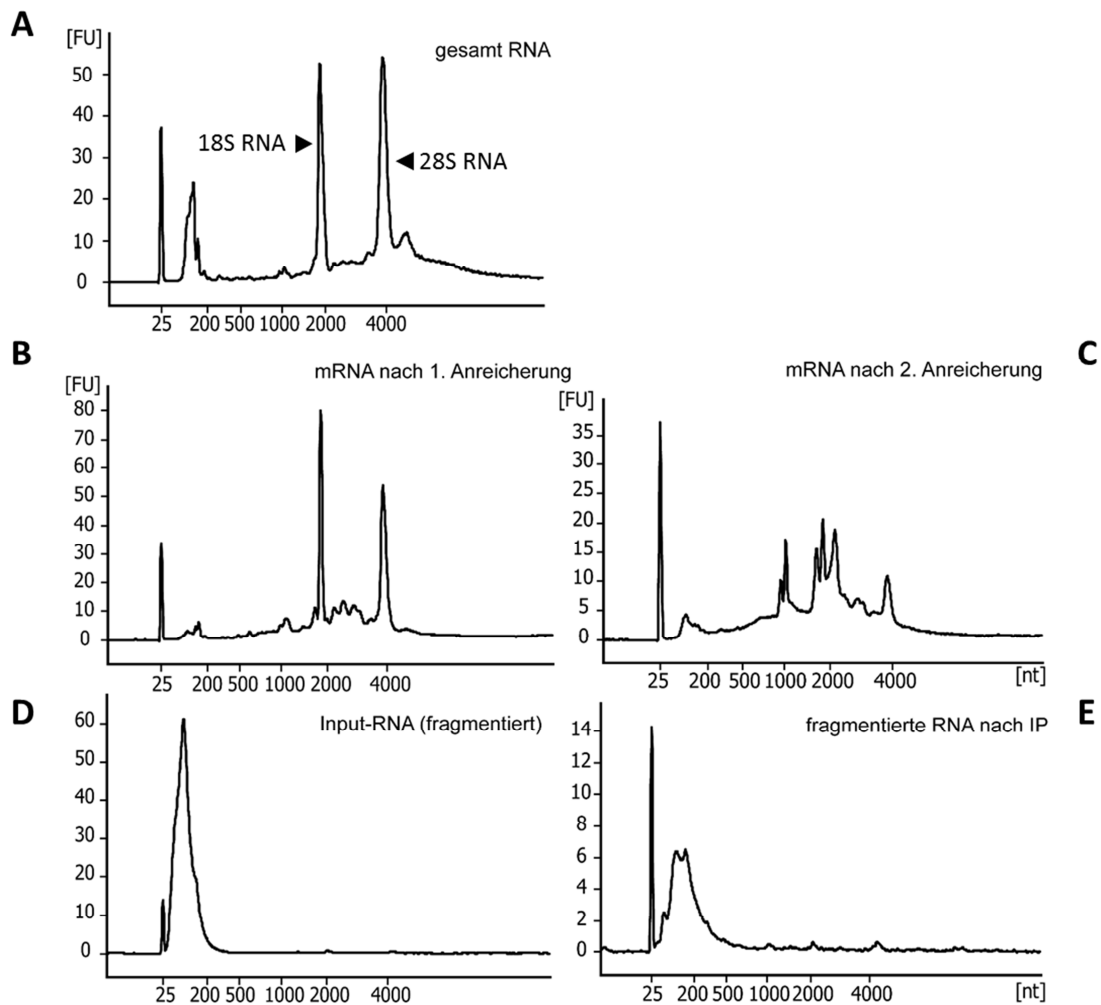 A
[FU]
gesamt RNA
50
40
30
20
10
0
18S RNA
28S RNA
25 200 500 1000 2000 4000
B
[FU]
mRNA nach 1. Anreicherung
80
70
60
50
40
30
20
10
0
25 200 500 1000 2000 4000
C
[FU]
mRNA nach 2. Anreicherung
35
30
25
20
15
10
5
0
25 200 500 1000 2000 4000 [nt]
D
Input-RNA (fragmentiert)
60
50
40
30
20
10
0
25 200 500 1000 2000 4000
E
fragmentierte RNA nach IP
14
12
10
8
6
4
2
0
25 200 500 1000 2000 4000 [nt]